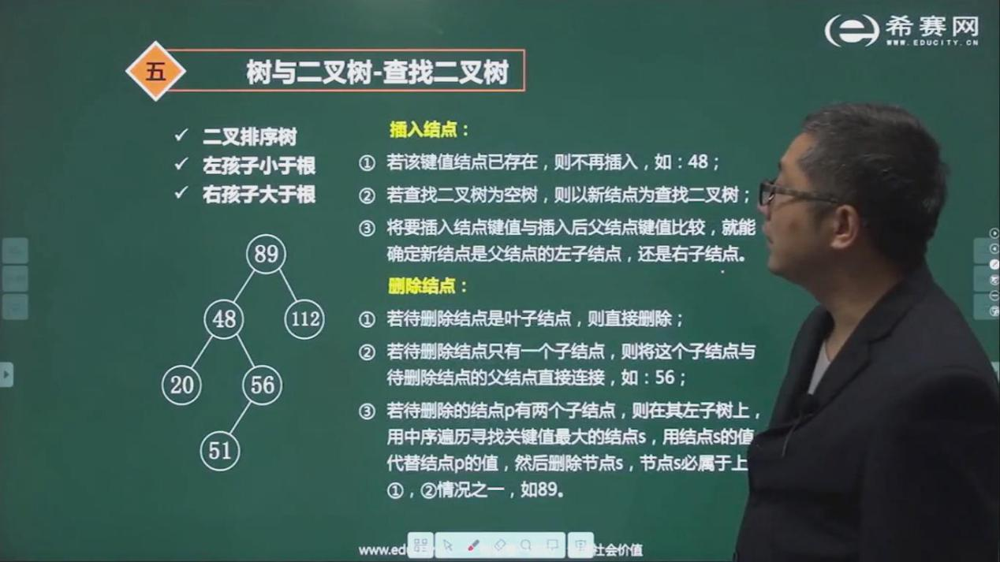 希赛网
WWW.EDUCITY.CN
五
树与二叉树-查找二叉树
✓ 二叉排序树
✓ 左孩子小于根
✓ 右孩子大于根
89
48
112
20
56
51
插入结点：
① 若该键值结点已存在，则不再插入，如：48；
② 若查找二叉树为空树，则以新结点为查找二叉树；
③ 将要插入结点键值与插入后父结点键值比较，就能
确定新结点是父结点的左子结点，还是右子结点。
删除结点：
① 若待删除结点是叶子结点，则直接删除；
② 若待删除结点只有一个子结点，则将这个子结点与
待删除结点的父结点直接连接，如：56；
③ 若待删除的结点p有两个子结点，则在其左子树上，
用中序遍历寻找关键值最大的结点s，用结点s的值
代替结点p的值，然后删除节点s，节点s必属于上
①，②情况之一，如89。
社会价值